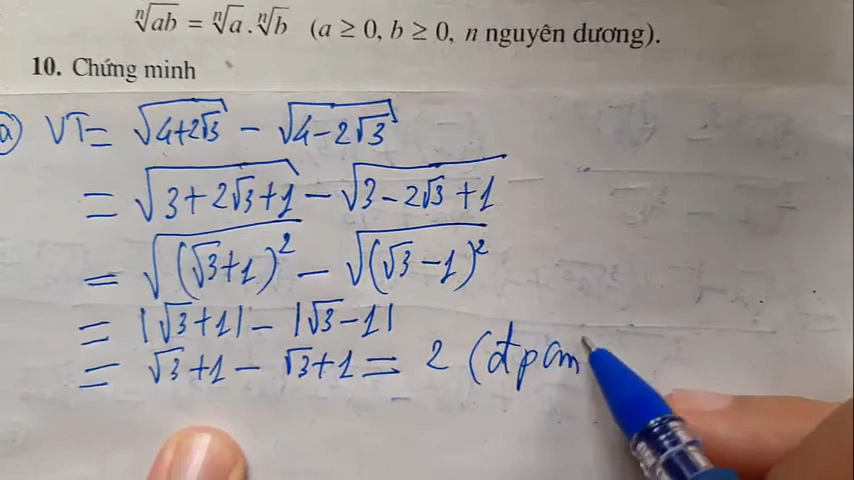 ⁿ√ab = ⁿ√a . ⁿ√b (a ≥ 0, b ≥ 0, n nguyên dương).
10. Chứng minh
a) VT = √(4+2√3) − √(4−2√3)
= √(3+2√3+1) − √(3−2√3+1)
= √((√3+1)²) − √((√3−1)²)
= |√3+1| − |√3−1|
= √3+1 − √3+1 = 2 (đpcm